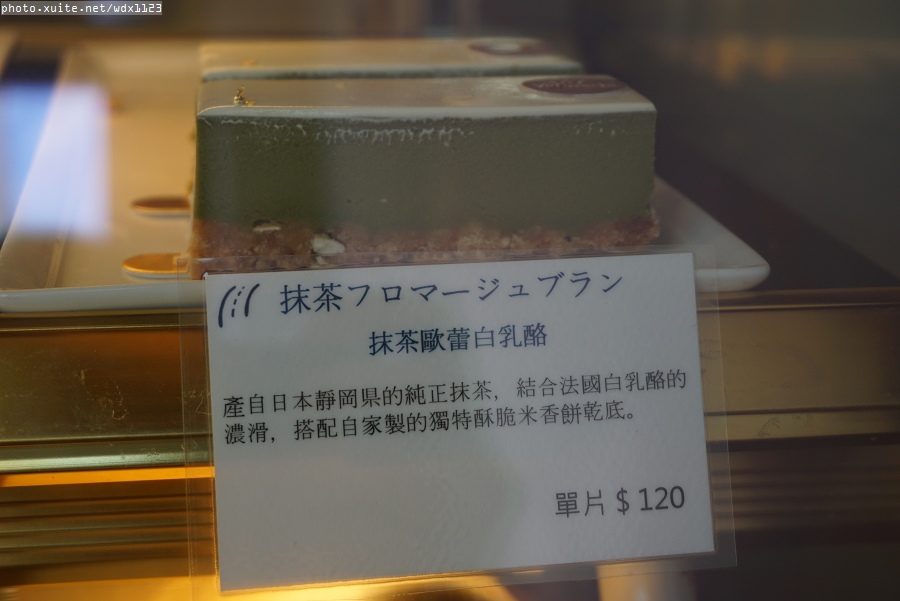 photo.xuite.net/wdx1123
抹茶フロマージュブラン
抹茶歐蕾白乳酪
產自日本靜岡県的純正抹茶，結合法國白乳酪的
濃滑，搭配自家製的獨特酥脆米香餅乾底。
單片 $ 120